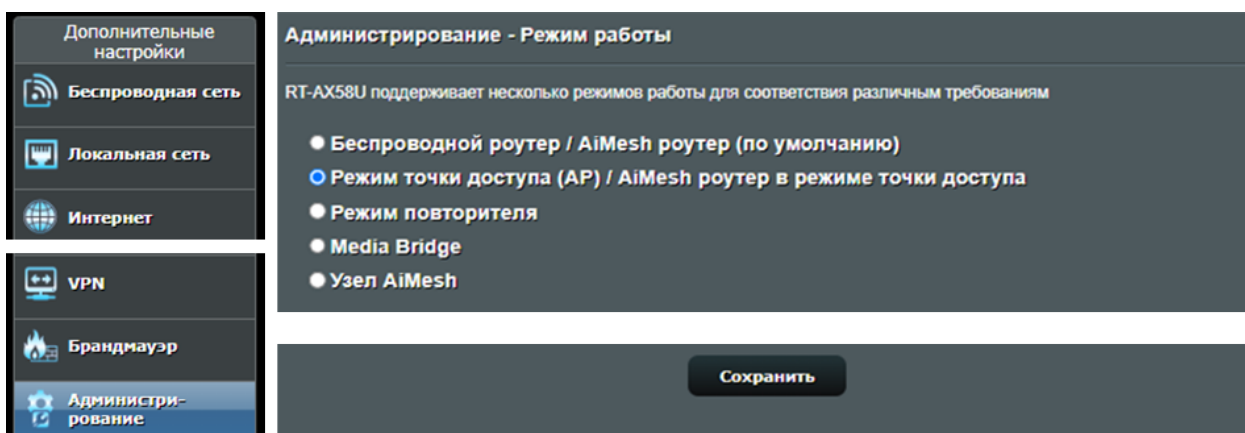 Дополнительные
настройки
Беспроводная сеть
Локальная сеть
Интернет
VPN
Брандмауэр
Администри-
рование
Администрирование - Режим работы
RT-AX58U поддерживает несколько режимов работы для соответствия различным требованиям
Беспроводной роутер / AiMesh роутер (по умолчанию)
Режим точки доступа (AP) / AiMesh роутер в режиме точки доступа
Режим повторителя
Media Bridge
Узел AiMesh
Сохранить